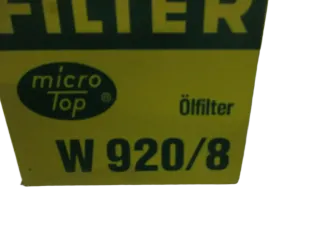 FILTER
micro
Top ®
Ölfilter
W 920/8